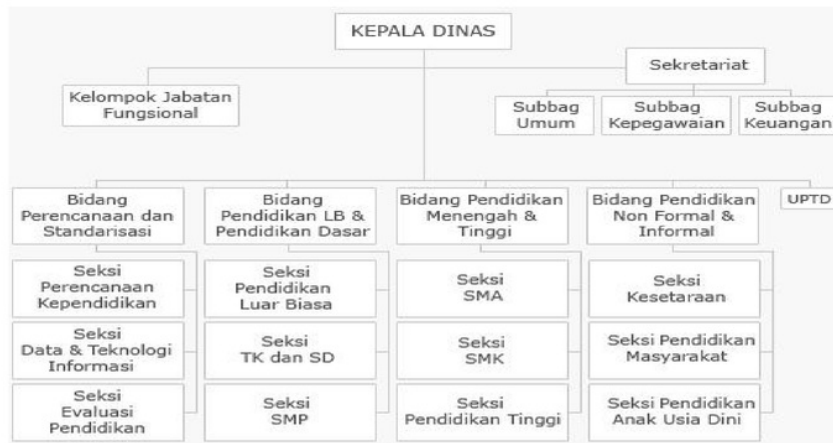 KEPALA DINAS
Sekretariat
Kelompok Jabatan
Fungsional
Subbag
Umum
Subbag
Kepegawaian
Subbag
Keuangan
Bidang
Perencanaan dan
Standarisasi
Bidang
Pendidikan LB &
Pendidikan Dasar
Bidang Pendidikan
Menengah &
Tinggi
Bidang Pendidikan
Non Formal &
Informal
UPTD
Seksi
Perencanaan
Kependidikan
Seksi
Pendidikan
Luar Biasa
Seksi
SMA
Seksi
Kesetaraan
Seksi
Data & Teknologi
Informasi
Seksi
TK dan SD
Seksi
SMK
Seksi Pendidikan
Masyarakat
Seksi
Evaluasi
Pendidikan
Seksi
SMP
Seksi
Pendidikan Tinggi
Seksi Pendidikan
Anak Usia Dini